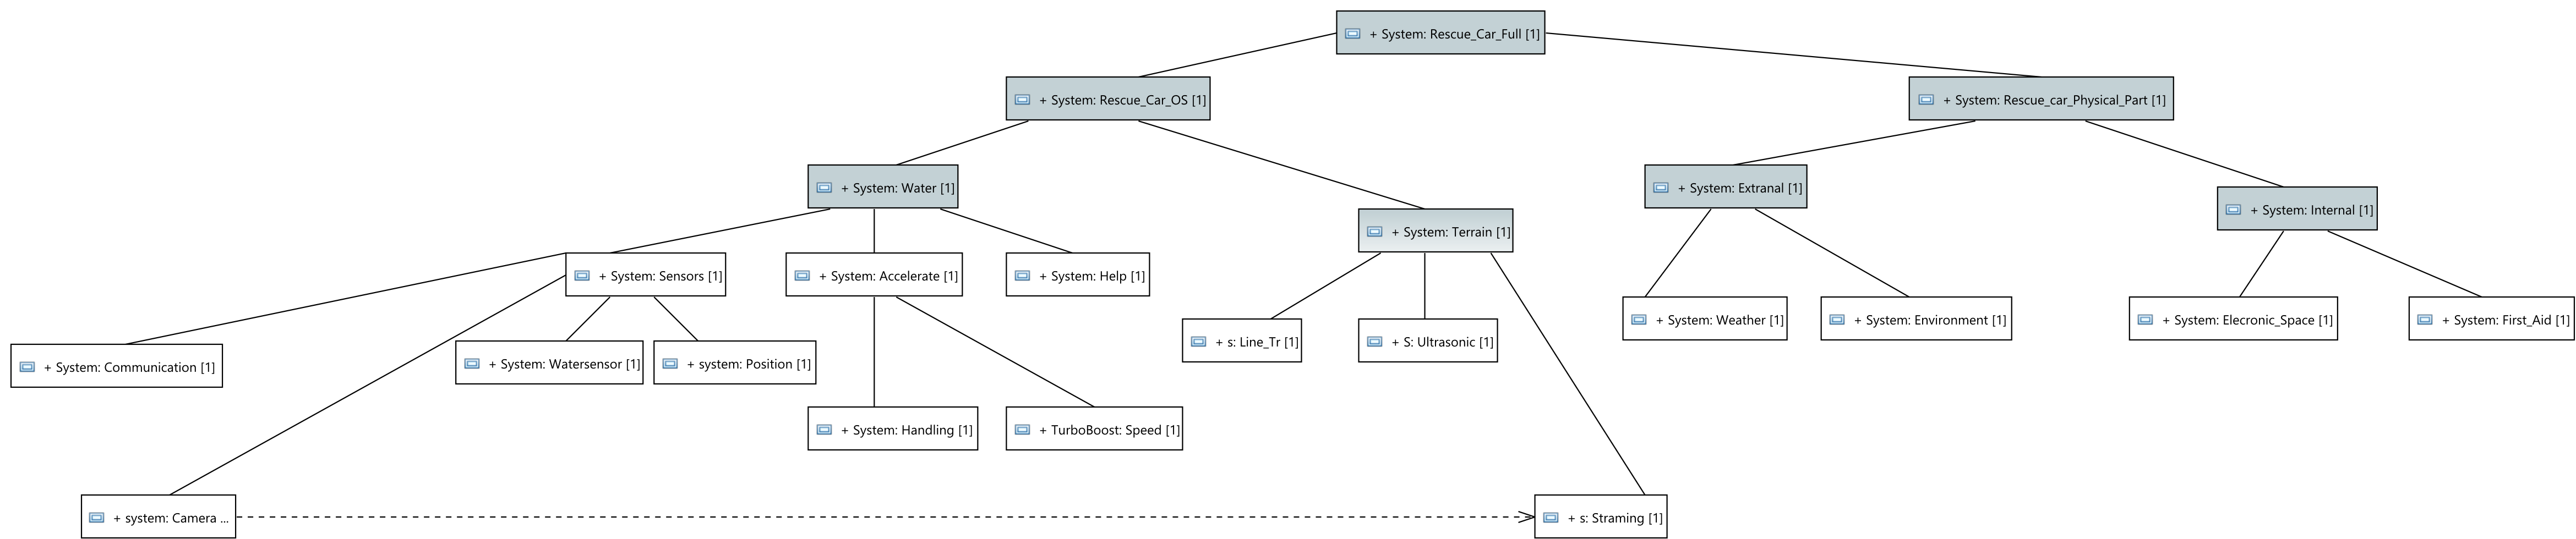 + System: Rescue_Car_Full [1]
+ System: Rescue_Car_OS [1]
+ System: Rescue_car_Physical_Part [1]
+ System: Water [1]
+ System: Extranal [1]
+ System: Internal [1]
+ System: Terrain [1]
+ System: Sensors [1]
+ System: Accelerate [1]
+ System: Help [1]
+ System: Weather [1]
+ System: Environment [1]
+ System: Elecronic_Space [1]
+ System: First_Aid [1]
+ s: Line_Tr [1]
+ S: Ultrasonic [1]
+ System: Communication [1]
+ System: Watersensor [1]
+ system: Position [1]
+ System: Handling [1]
+ TurboBoost: Speed [1]
+ system: Camera ...
+ s: Straming [1]